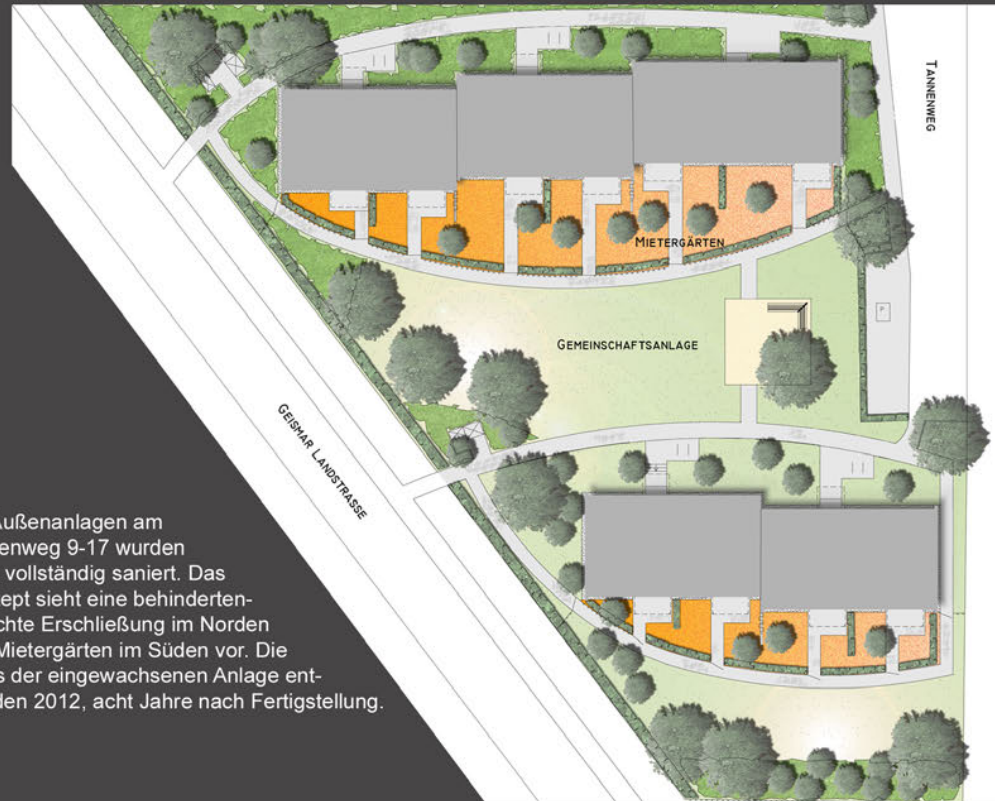 TANNENWEG
MIETERGÄRTEN
P
GEMEINSCHAFTSANLAGE
GEISMAR LANDSTRASSE
Außenanlagen am
enweg 9-17 wurden
vollständig saniert. Das
ept sieht eine behinderten-
chte Erschließung im Norden
Mietergärten im Süden vor. Die
s der eingewachsenen Anlage ent-
den 2012, acht Jahre nach Fertigstellung.